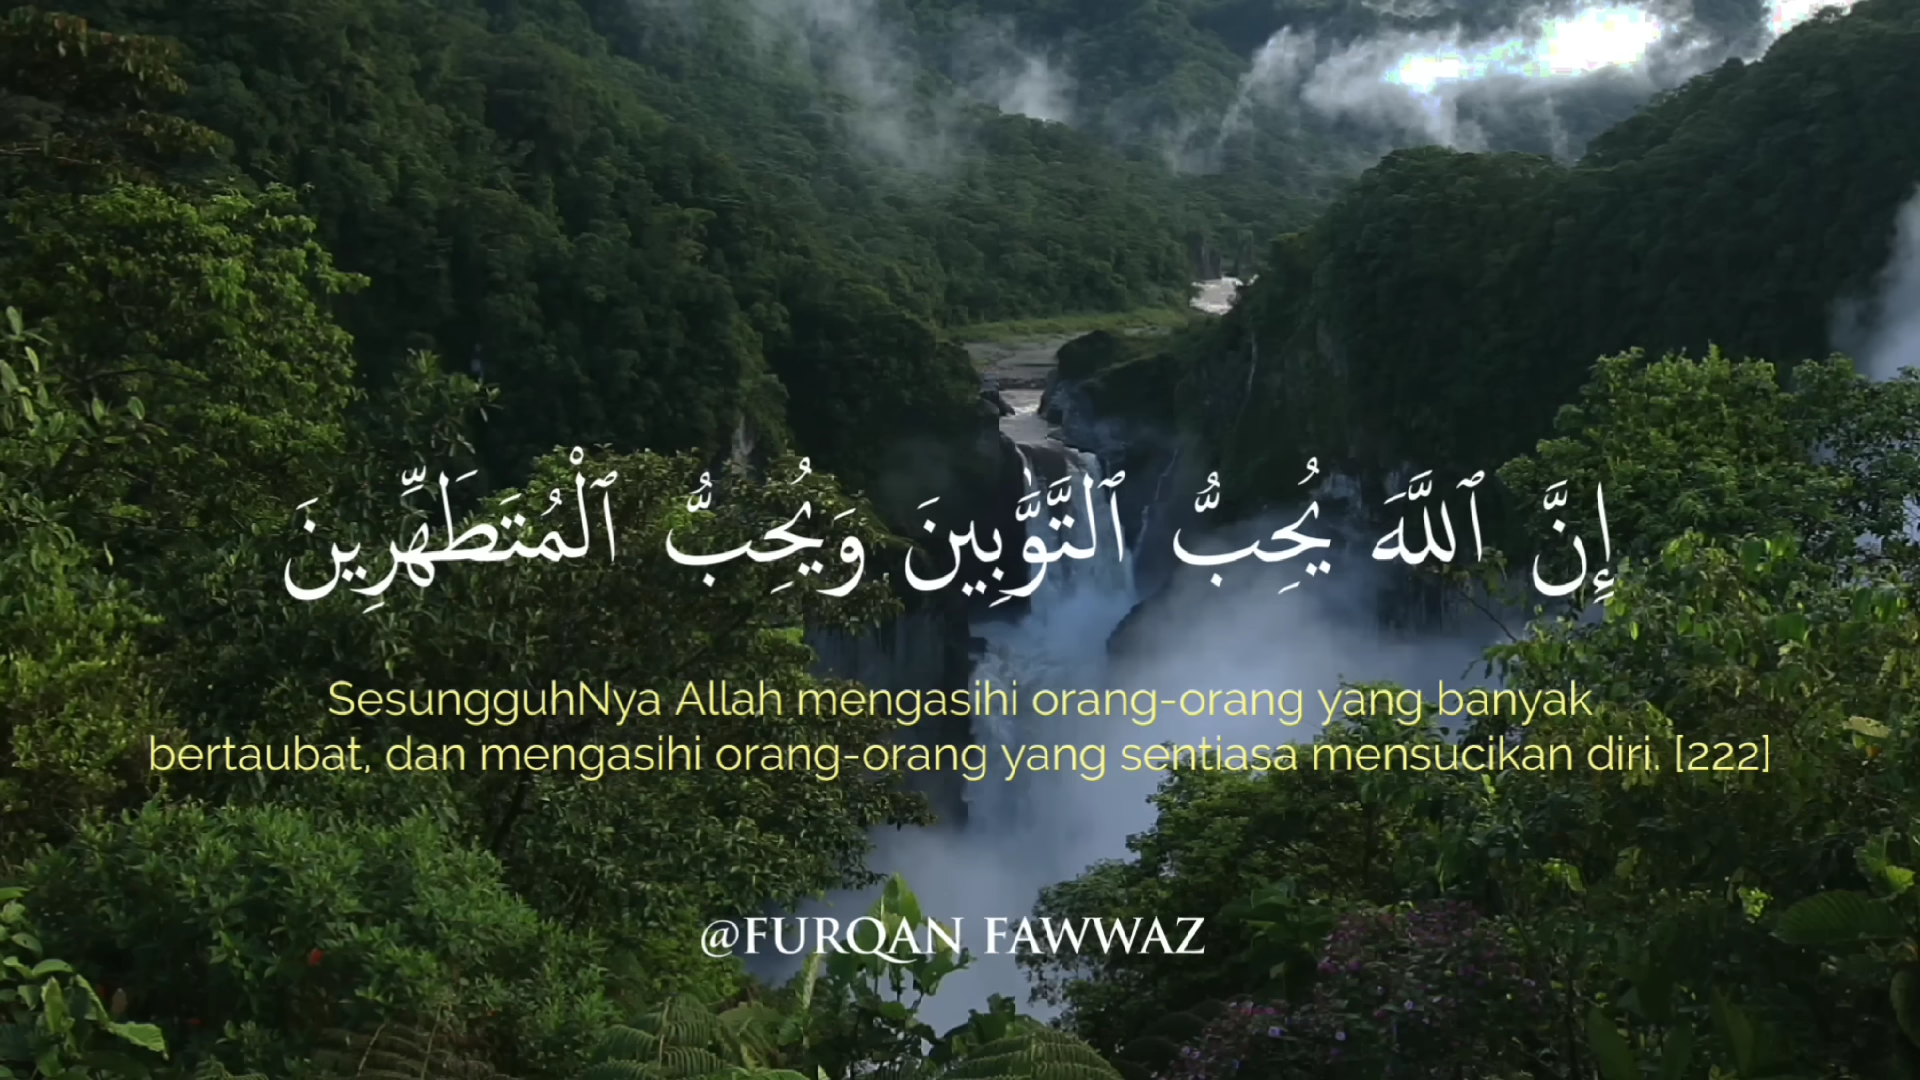 إِنَّ ٱللَّهَ يُحِبُّ ٱلتَّوَّٰبِينَ وَيُحِبُّ ٱلْمُتَطَهِّرِينَ
SesungguhNya Allah mengasihi orang-orang yang banyak
bertaubat, dan mengasihi orang-orang yang sentiasa mensucikan diri. [222]
@FURQAN FAWWAZ